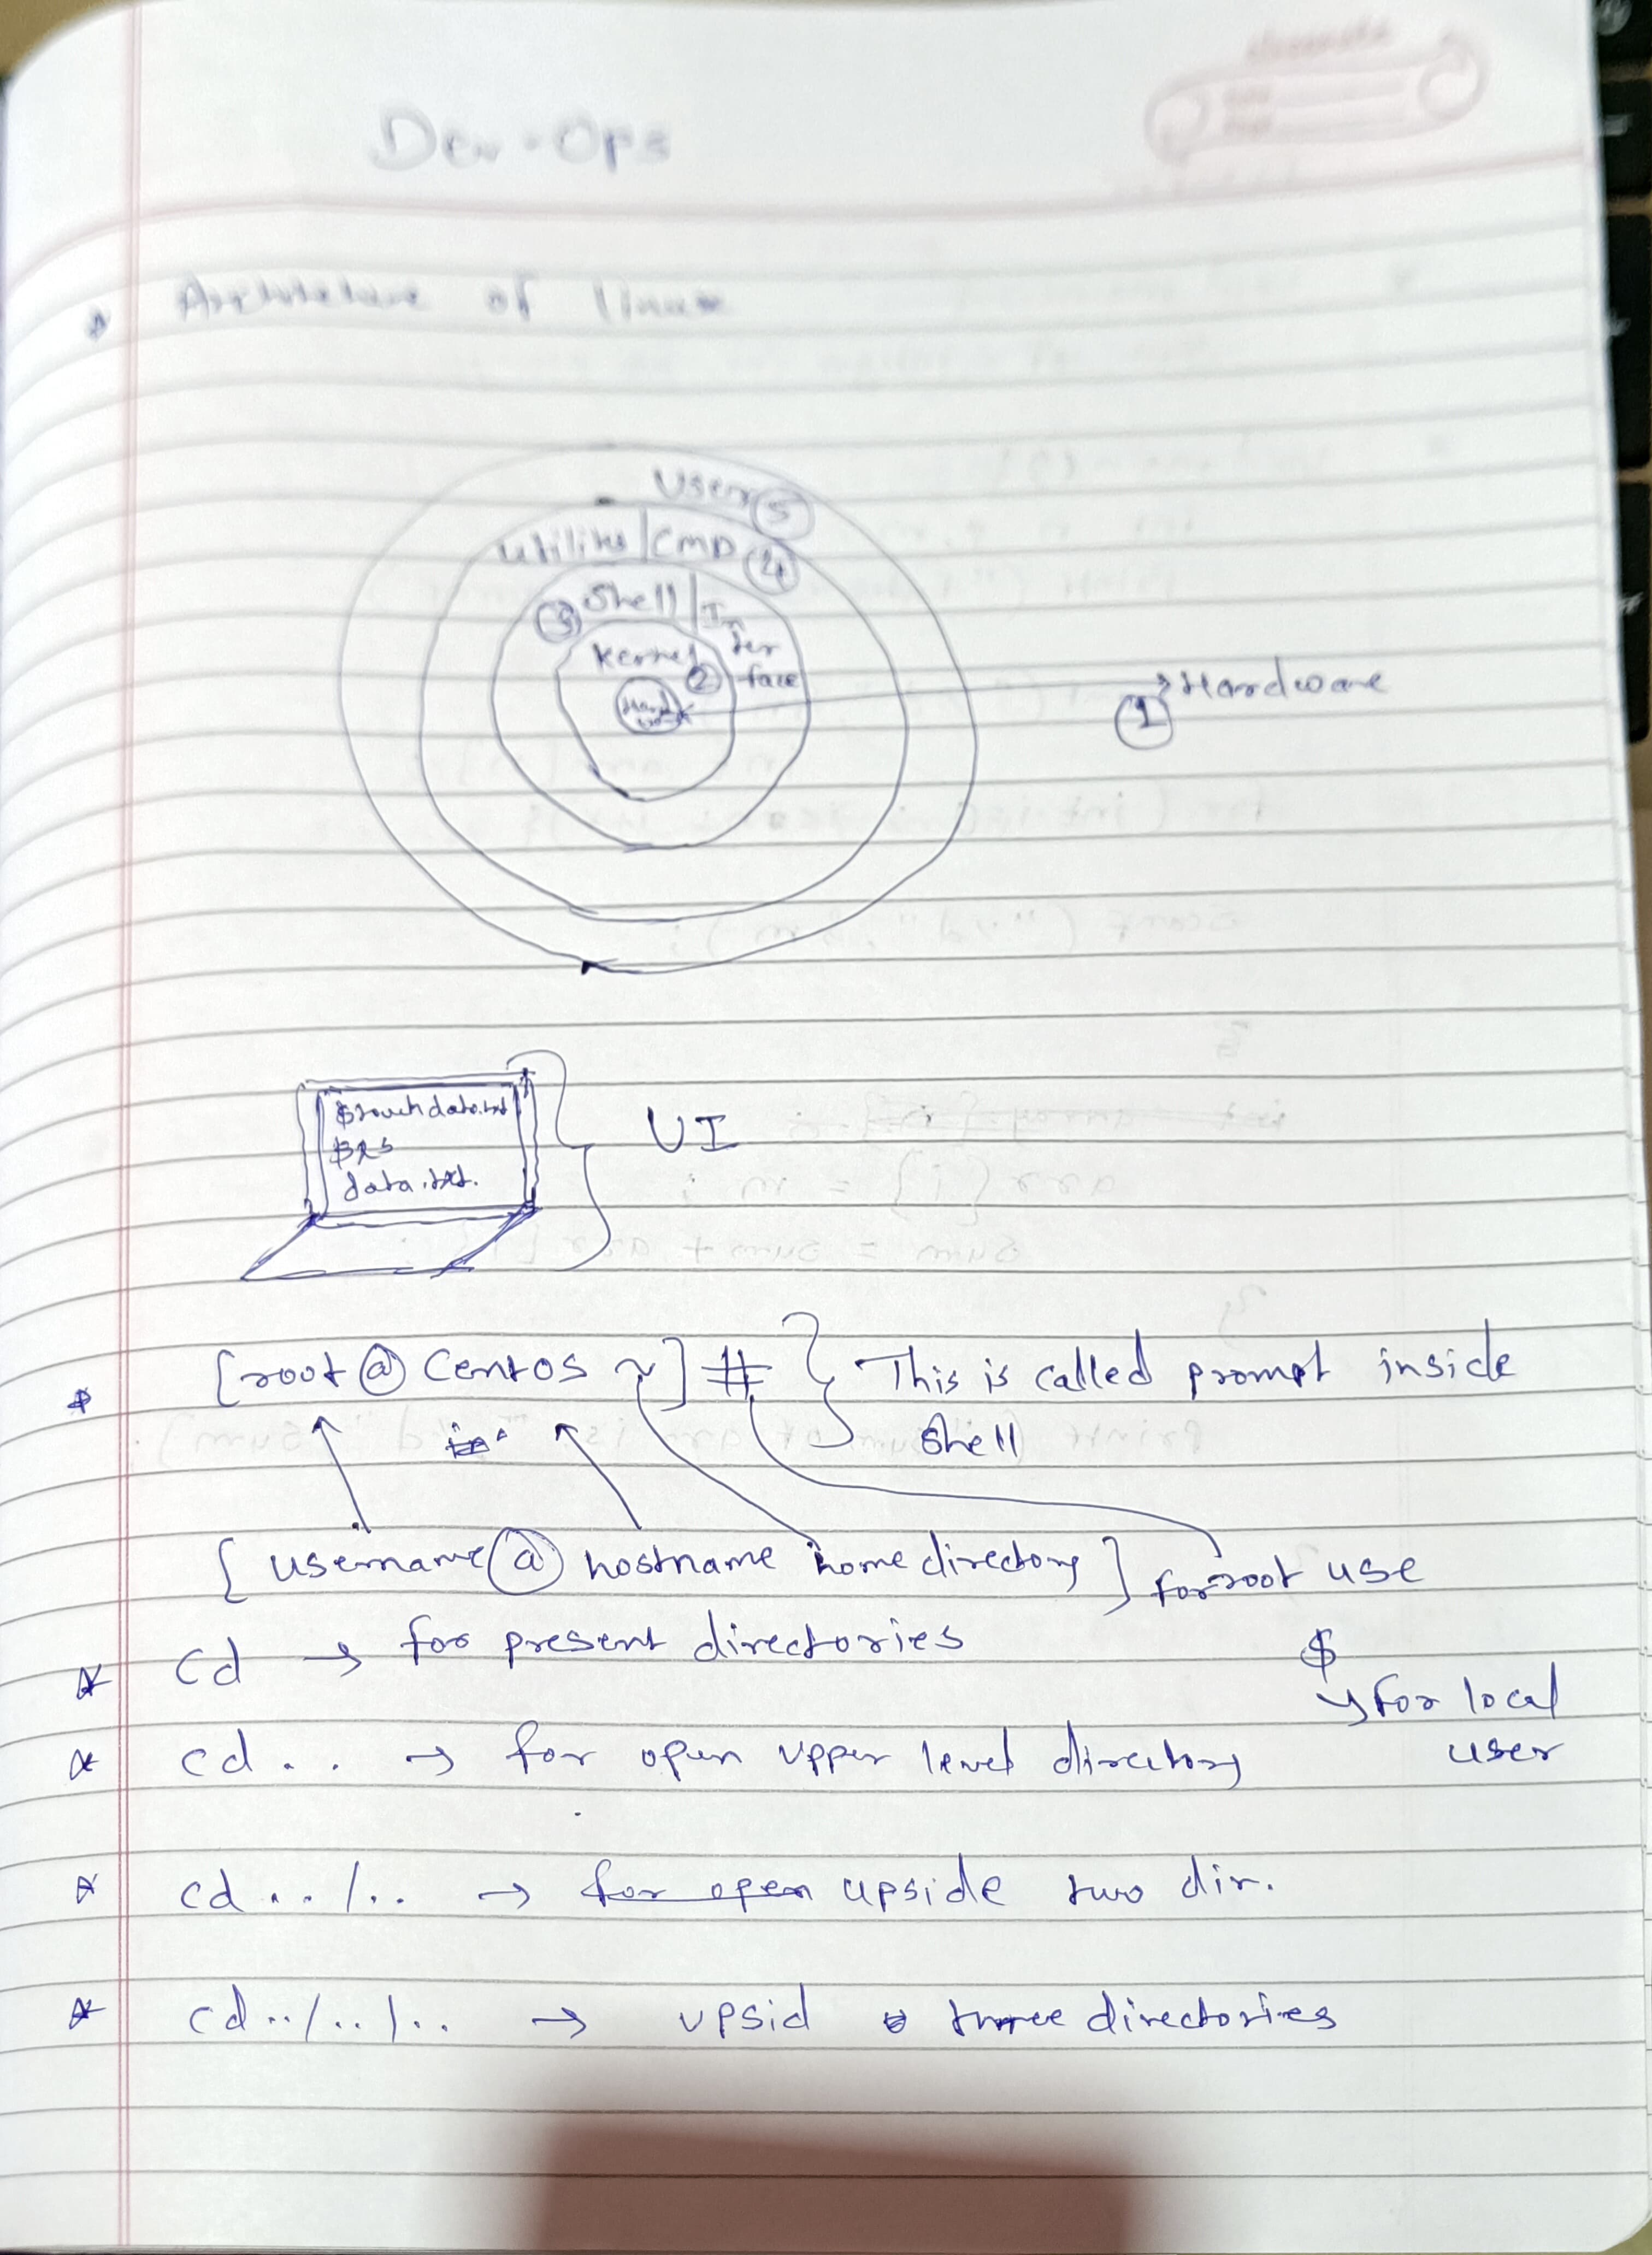 Dev-Ops
Architeture of linux
User 5
utilites | CMD 4
3 Shell | Inter
face
Kernel 2
Hard
1 Hardware
$touch data.txt
$ls
data.txt.
UI
[root @ Centos ~] # } This is called prompt inside
Shell
[ username @ hostname home directory ] for root use
cd → for present directories
$
↳ for local
user
cd .. → for open upper level directory
cd ../.. → for open upside two dir.
cd ../../.. → upsid three directories